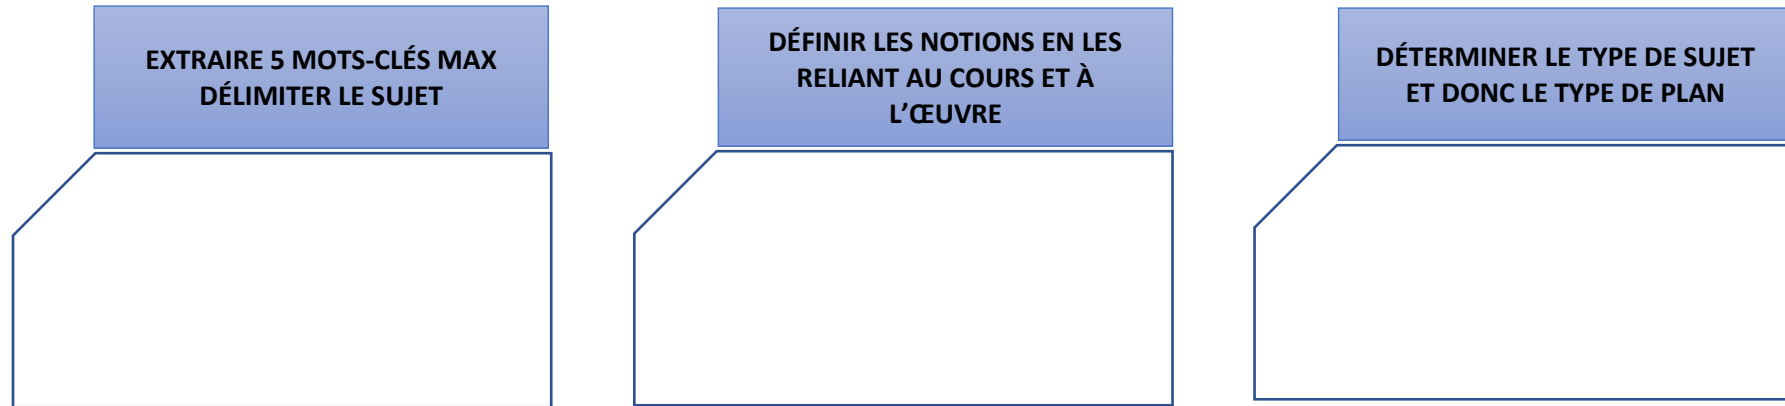 EXTRAIRE 5 MOTS-CLÉS MAX
DÉLIMITER LE SUJET
DÉFINIR LES NOTIONS EN LES
RELIANT AU COURS ET À
L’ŒUVRE
DÉTERMINER LE TYPE DE SUJET
ET DONC LE TYPE DE PLAN